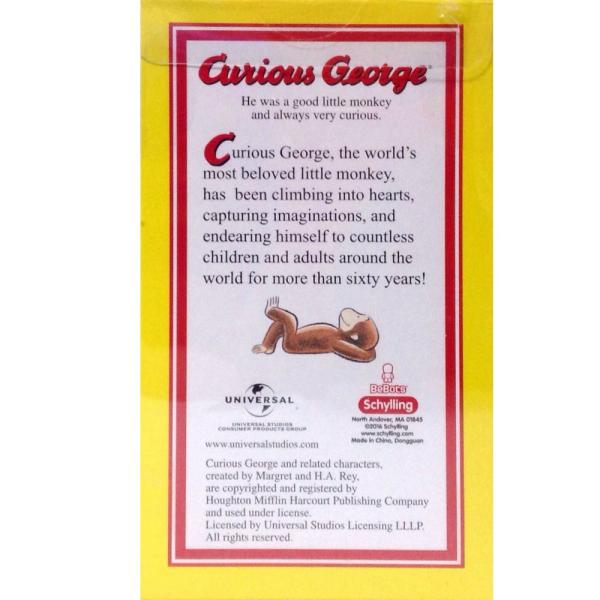 Curious George
He was a good little monkey
and always very curious.
Curious George, the world's
most beloved little monkey,
has been climbing into hearts,
capturing imaginations, and
endearing himself to countless
children and adults around the
world for more than sixty years!
UNIVERSAL
UNIVERSAL STUDIOS
CONSUMER PRODUCTS GROUP
www.universalstudios.com
BeBots
Schylling
North Andover, MA 01845
©2016 Schylling
www.schylling.com
Made in China, Dongguan
Curious George and related characters,
created by Margret and H.A. Rey,
are copyrighted and registered by
Houghton Mifflin Harcourt Publishing Company
and used under license.
Licensed by Universal Studios Licensing LLLP.
All rights reserved.